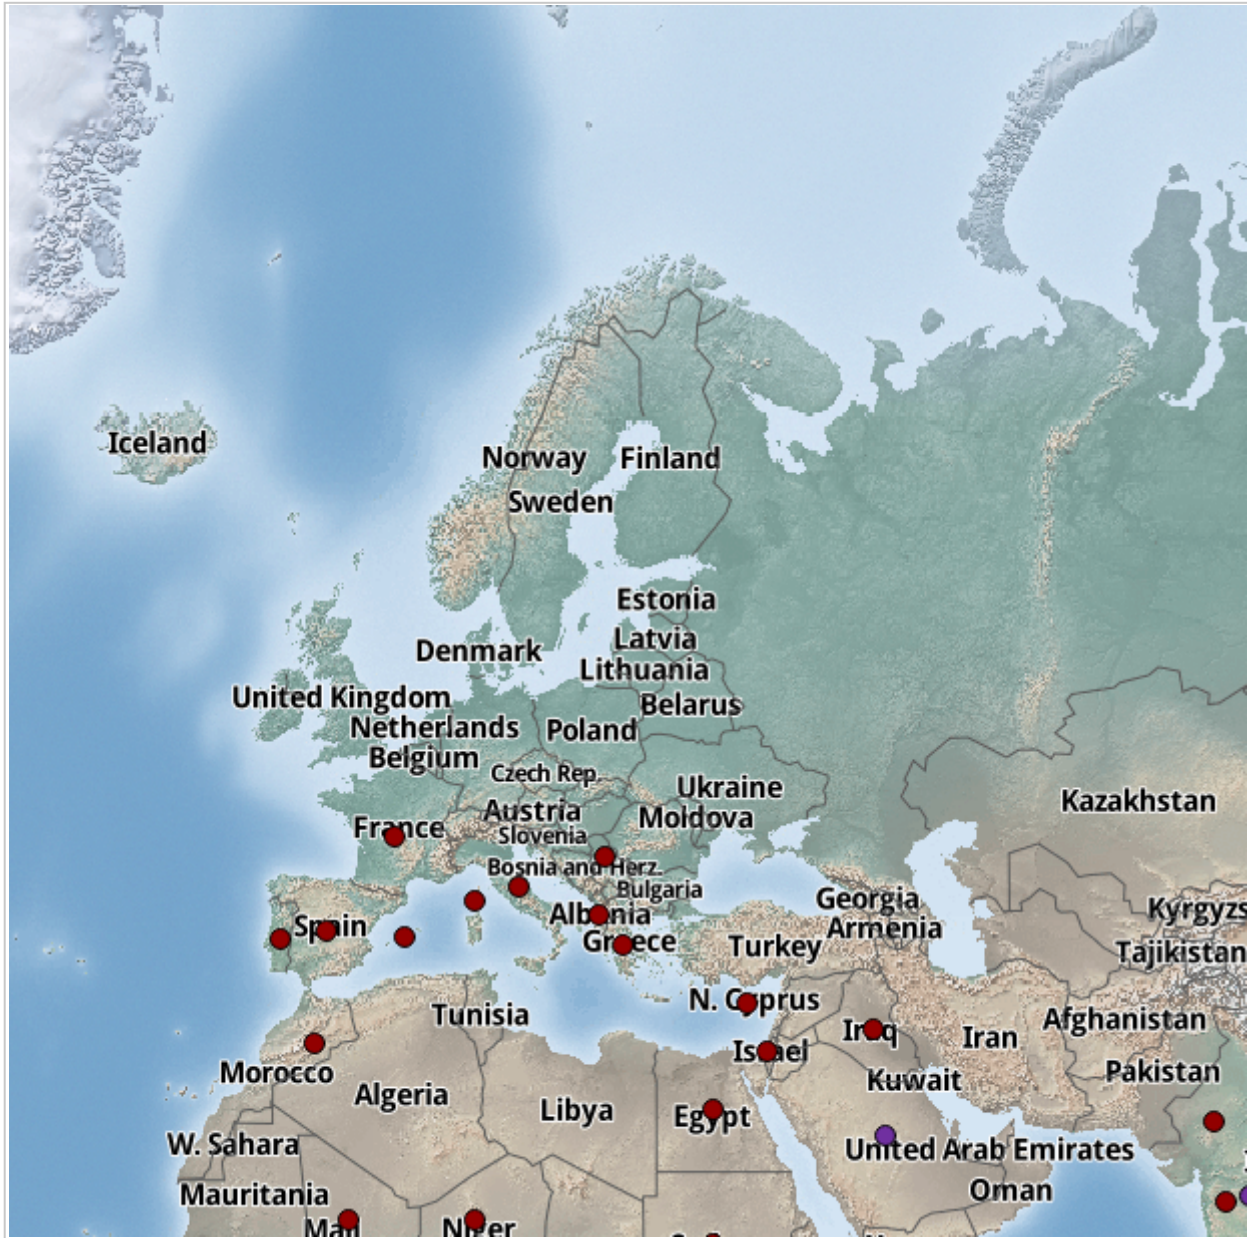 Iceland
Norway
Finland
Sweden
Estonia
Latvia
Denmark
Lithuania
United Kingdom
Belarus
Netherlands
Poland
Belgium
Czech Rep.
Ukraine
Kazakhstan
Austria
Moldova
France
Slovenia
Bosnia and Herz.
Bulgaria
Georgia
Kyrgyzs
Albania
Spain
Armenia
Greece
Turkey
Tajikistan
N. Cyprus
Tunisia
Afghanistan
Iraq
Iran
Israel
Morocco
Pakistan
Kuwait
Algeria
Libya
Egypt
W. Sahara
United Arab Emirates
Oman
Mauritania
Mali
Niger